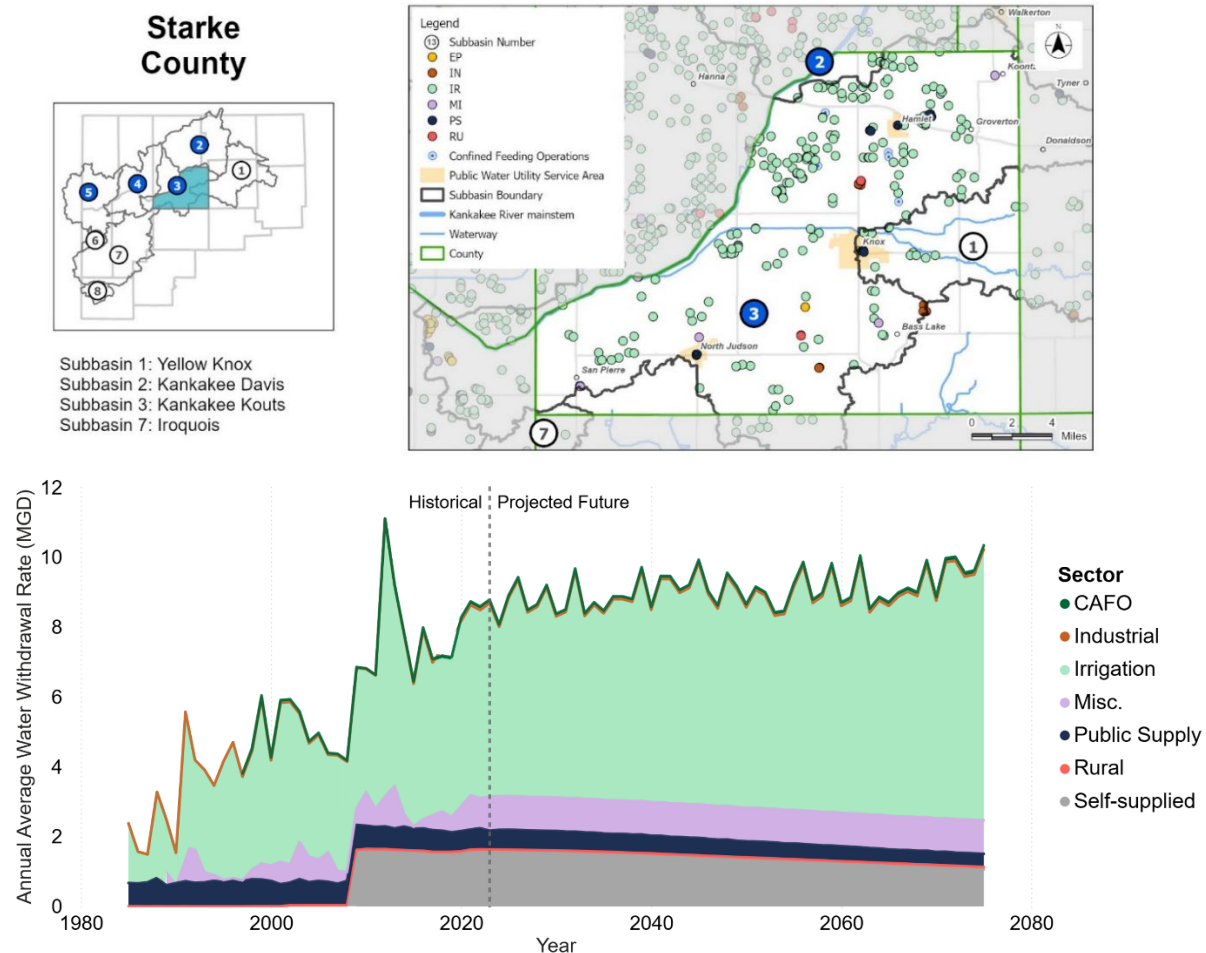 Starke
County
2
1
5
4
3
6
7
8
Subbasin 1: Yellow Knox
Subbasin 2: Kankakee Davis
Subbasin 3: Kankakee Kouts
Subbasin 7: Iroquois
Legend
13 Subbasin Number
EP
IN
IR
MI
PS
RU
Confined Feeding Operations
Public Water Utility Service Area
Subbasin Boundary
Kankakee River mainstem
Waterway
County
Walkerton
N
2
Hanna
Koont
Tyner
Hamlet
Groverton
Donaldson
Knox
1
3
Bass Lake
North Judson
San Pierre
7
0 2 4
Miles
Annual Average Water Withdrawal Rate (MGD)
12
10
8
6
4
2
0
Historical
Projected Future
1980
2000
2020
2040
2060
2080
Year
Sector
CAFO
Industrial
Irrigation
Misc.
Public Supply
Rural
Self-supplied